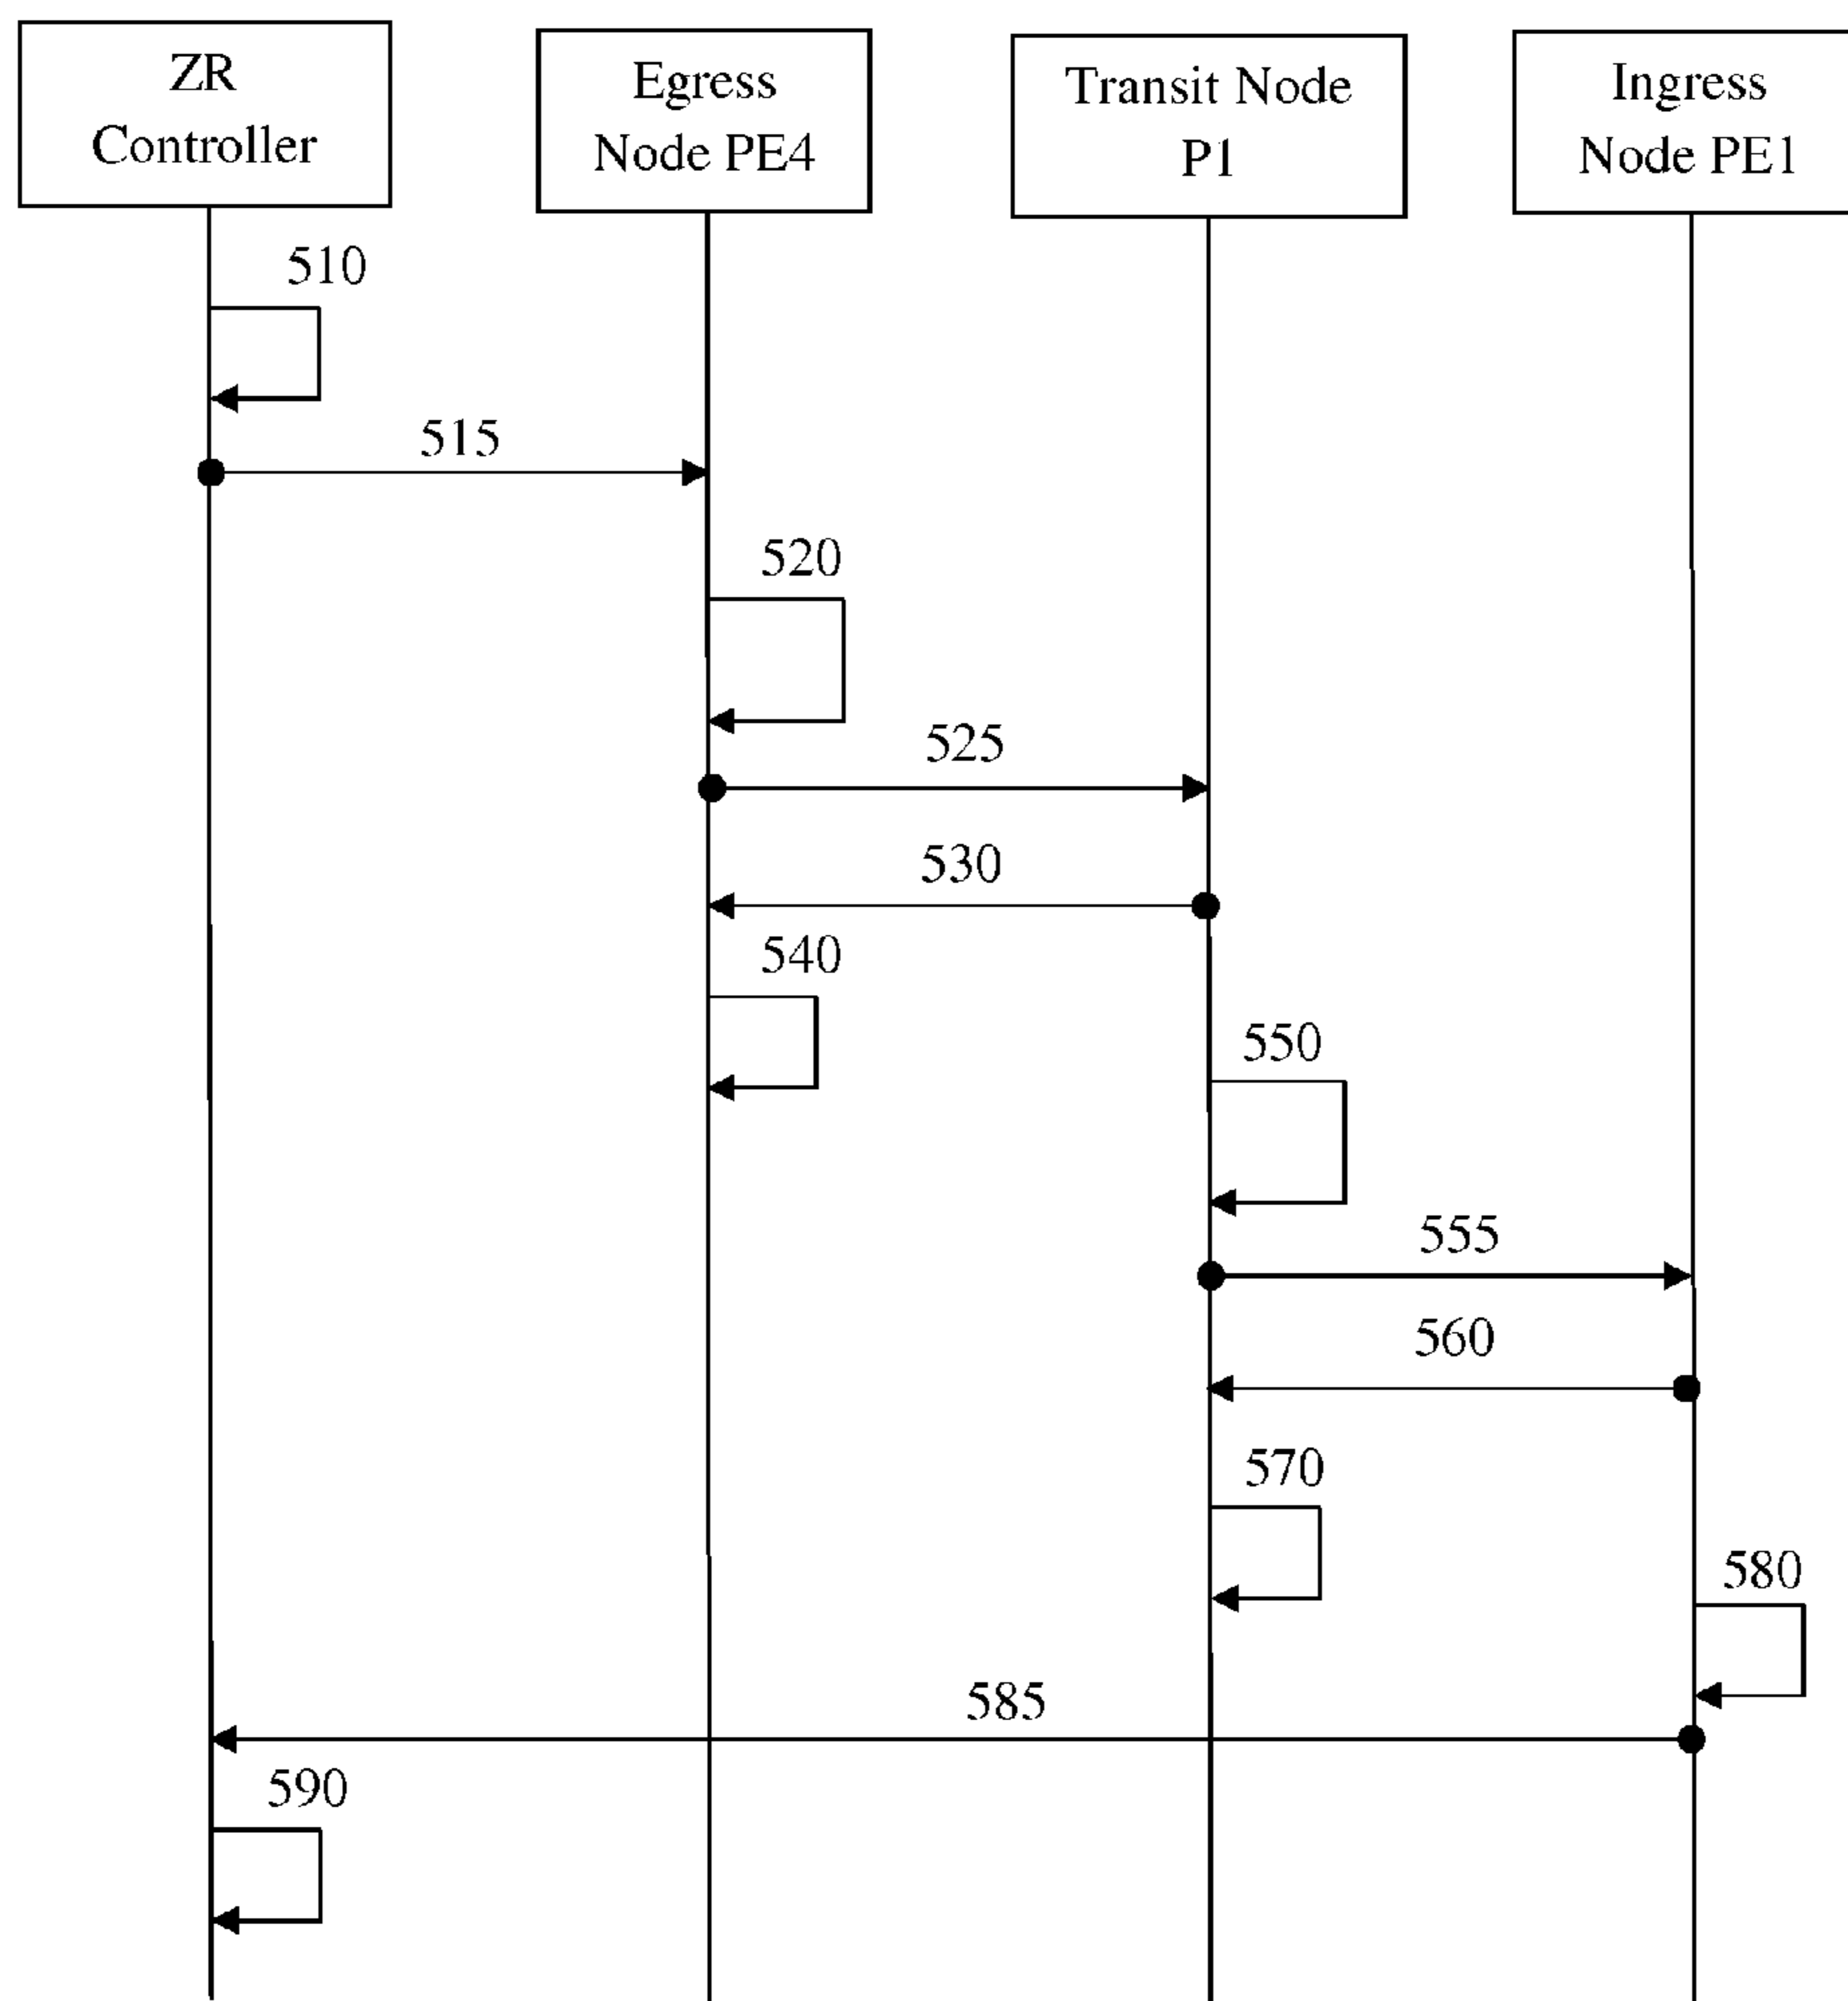 ZR
Controller
Egress
Node PE4
Transit Node
P1
Ingress
Node PE1
510
515
520
525
530
540
550
555
560
570
580
585
590